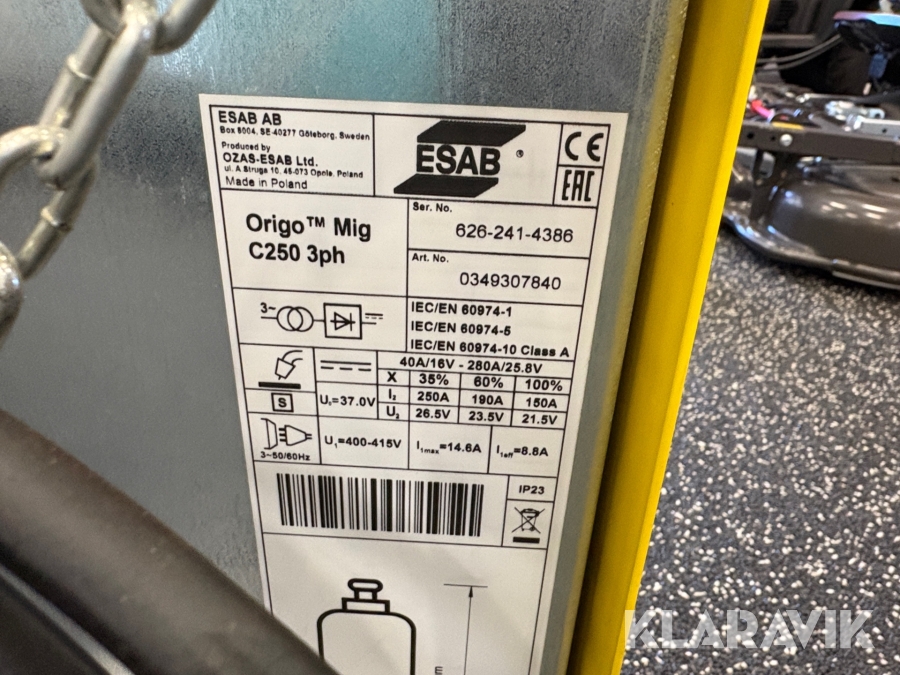 ESAB AB
Box 8004, SE-40277 Göteborg, Sweden
Produced by
OZAS-ESAB Ltd.
ul. A Struga 10, 45-073 Opole, Poland
Made in Poland
ESAB ®
CE
EAC
Origo™ Mig
C250 3ph
Ser. No.
626-241-4386
Art. No.
0349307840
3~
IEC/EN 60974-1
IEC/EN 60974-5
IEC/EN 60974-10 Class A
40A/16V - 280A/25.8V
X 35% 60% 100%
S
U₀=37.0V
I₂ 250A 190A 150A
U₂ 26.5V 23.5V 21.5V
3~50/60Hz
U₁=400-415V
I₁max=14.6A
I₁eff=8.8A
IP23
KLARAVIK